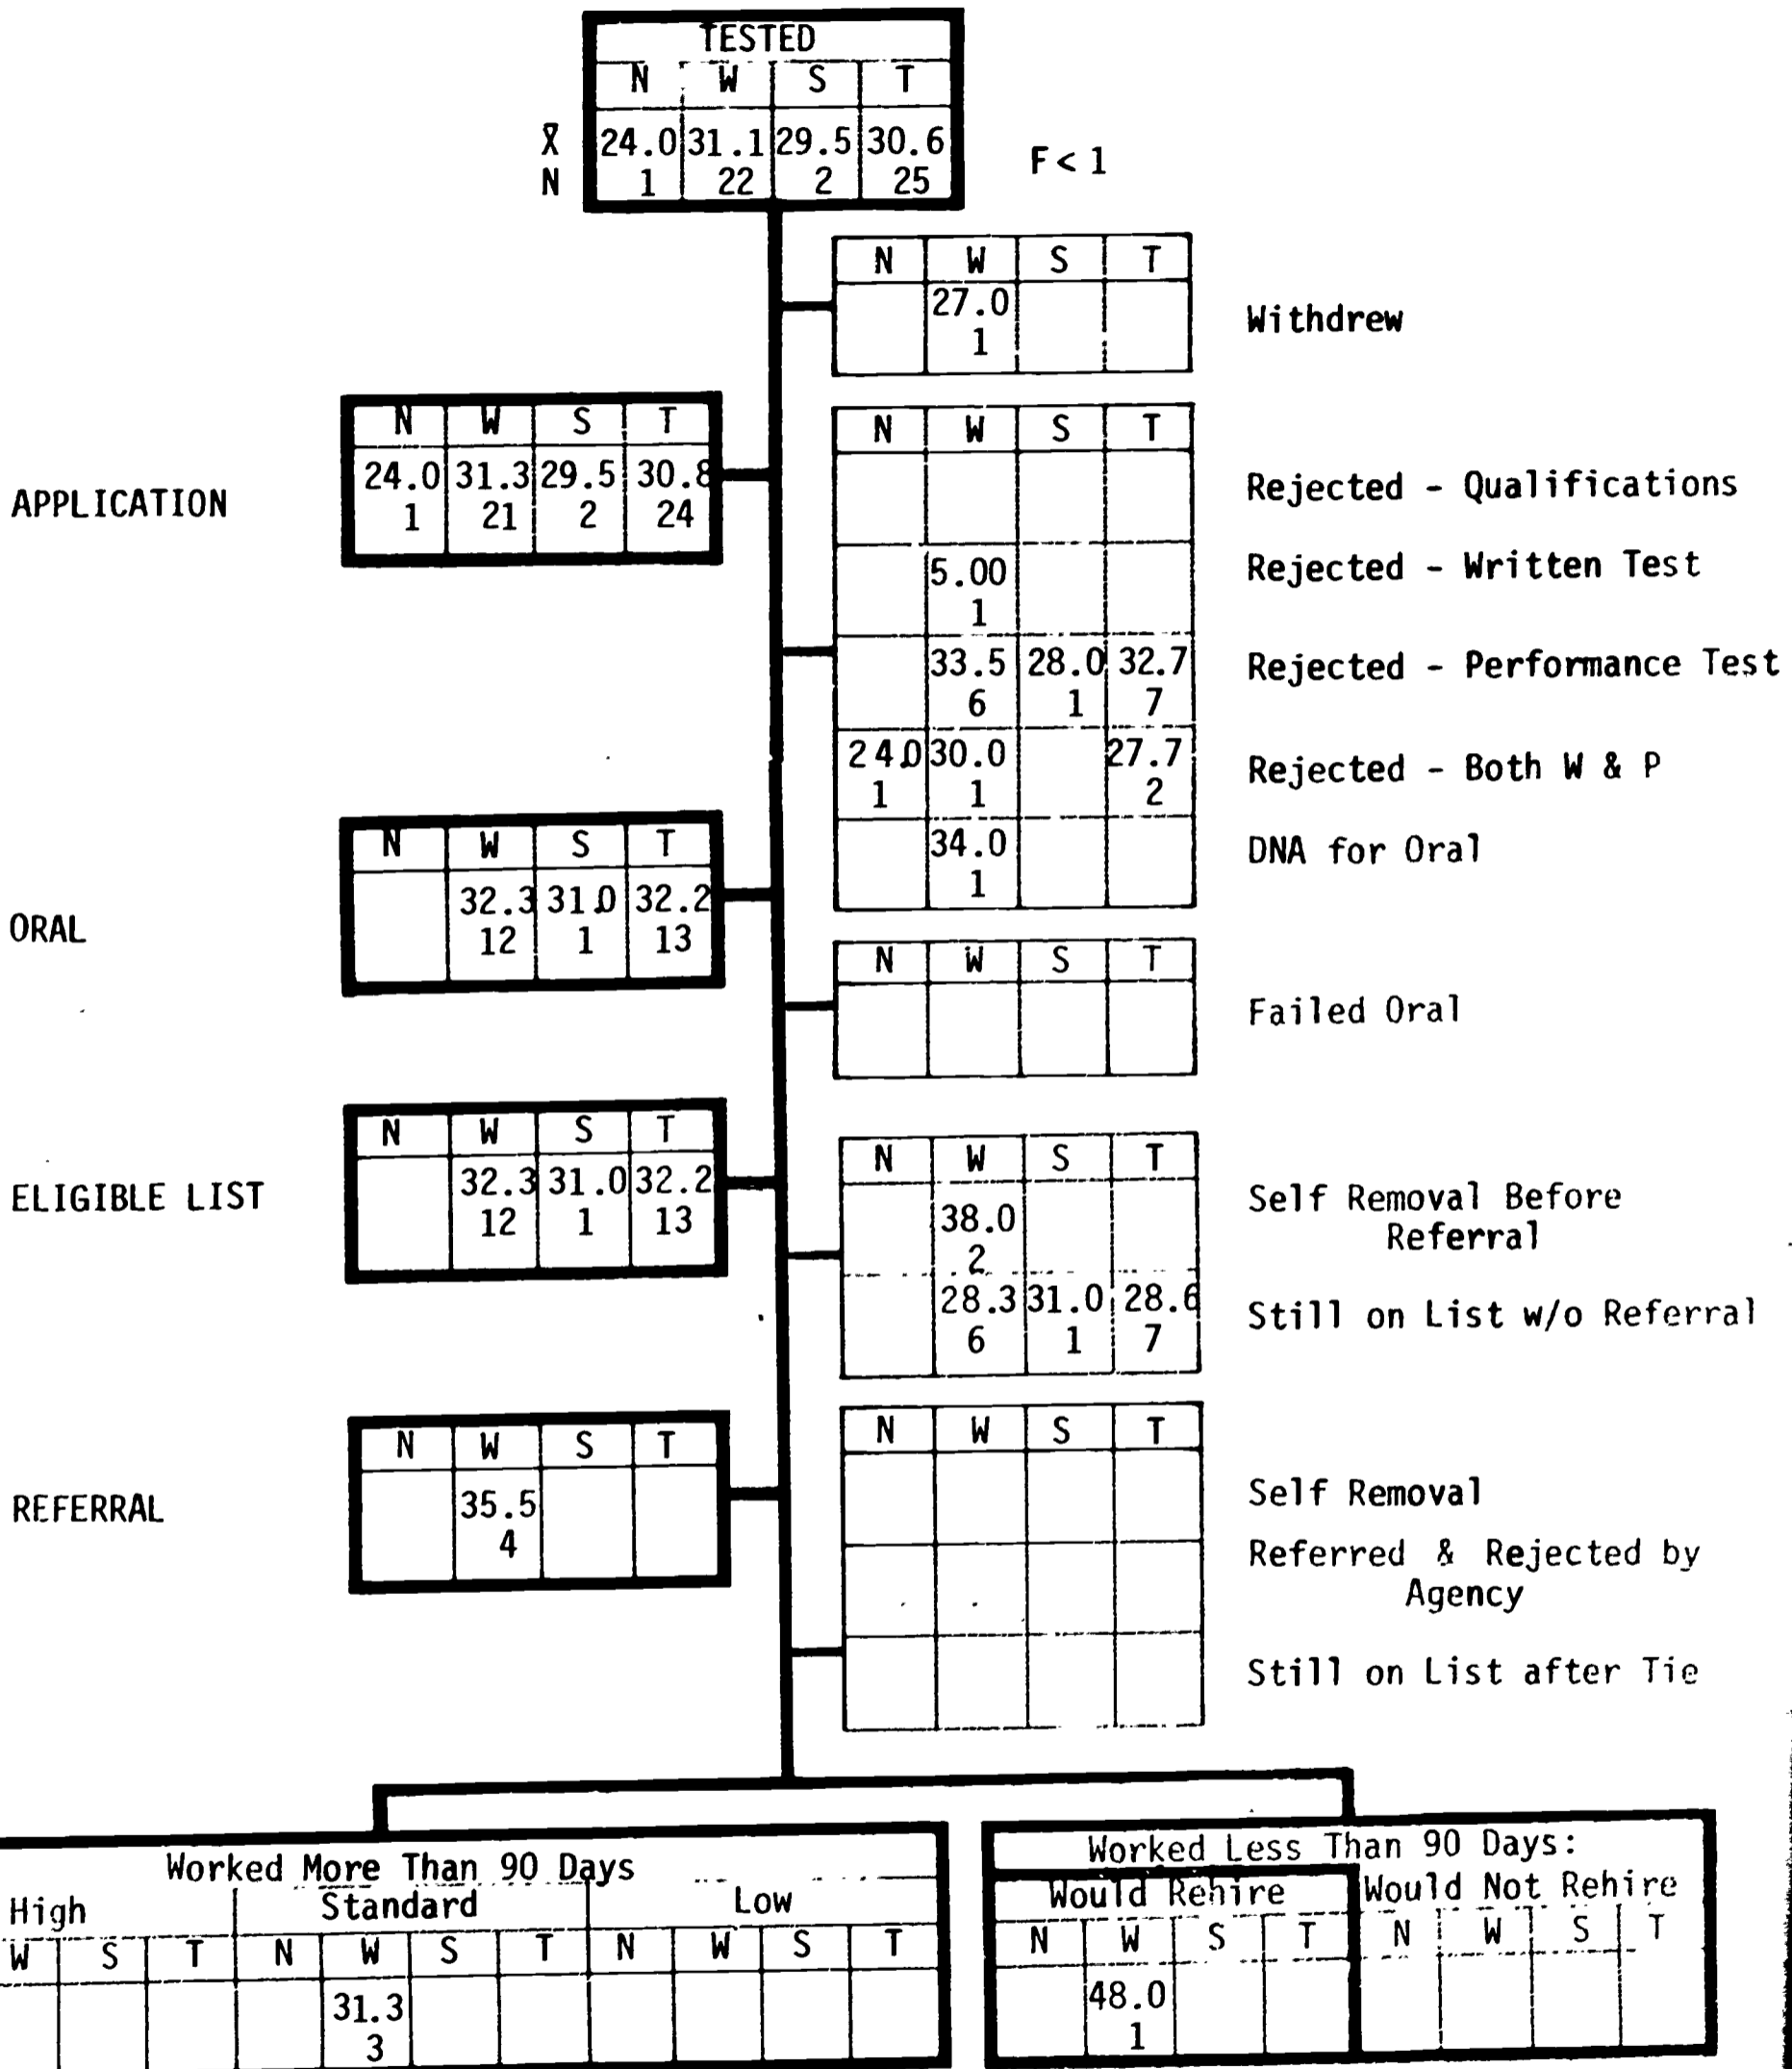 TESTED
N W S T
X̄ 24.0 31.1 29.5 30.6
N 1 22 2 25
F < 1
N W S T
27.0
1
Withdrew
APPLICATION
N W S T
24.0 31.3 29.5 30.8
1 21 2 24
N W S T
Rejected - Qualifications
5.00
1
Rejected - Written Test
33.5 28.0 32.7
6 1 7
Rejected - Performance Test
24.0 30.0 27.7
1 1 2
Rejected - Both W & P
34.0
1
DNA for Oral
ORAL
N W S T
32.3 31.0 32.2
12 1 13
N W S T
Failed Oral
ELIGIBLE LIST
N W S T
32.3 31.0 32.2
12 1 13
N W S T
38.0
2
Self Removal Before
Referral
28.3 31.0 28.6
6 1 7
Still on List w/o Referral
REFERRAL
N W S T
35.5
4
N W S T
Self Removal
Referred & Rejected by
Agency
Still on List after Tie
Worked More Than 90 Days
High Standard Low
W S T N W S T N W S T
31.3
3
Worked Less Than 90 Days:
Would Rehire Would Not Rehire
N W S T N W S T
48.0
1